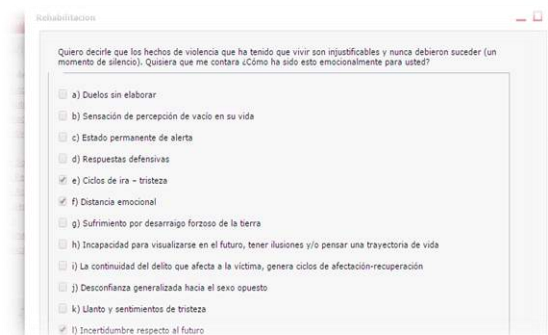 Rehabilitacion
Quiero decirle que los hechos de violencia que ha tenido que vivir son injustificables y nunca debieron suceder (un
momento de silencio). Quisiera que me contara ¿Cómo ha sido esto emocionalmente para usted?
a) Duelos sin elaborar
b) Sensación de percepción de vacío en su vida
c) Estado permanente de alerta
d) Respuestas defensivas
e) Ciclos de ira - tristeza
f) Distancia emocional
g) Sufrimiento por desarraigo forzoso de la tierra
h) Incapacidad para visualizarse en el futuro, tener ilusiones y/o pensar una trayectoria de vida
i) La continuidad del delito que afecta a la víctima, genera ciclos de afectación-recuperación
j) Desconfianza generalizada hacia el sexo opuesto
k) Llanto y sentimientos de tristeza
l) Incertidumbre respecto al futuro